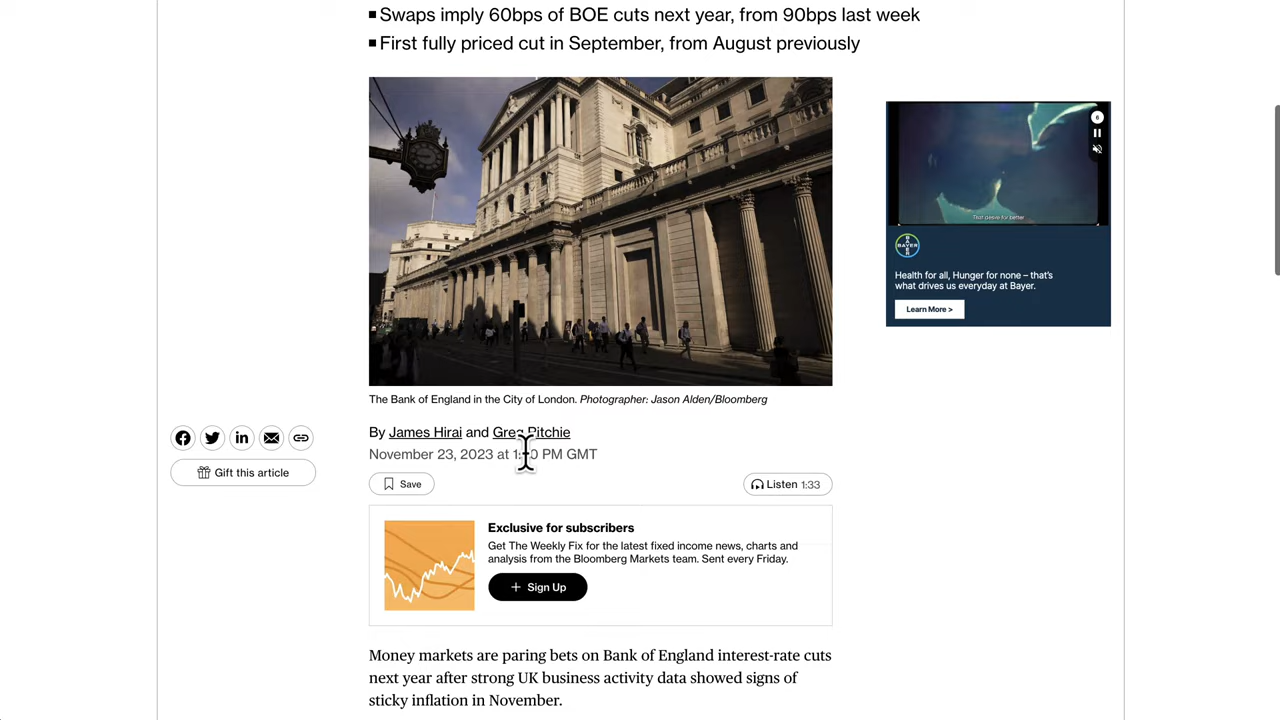 Swaps imply 60bps of BOE cuts next year, from 90bps last week
First fully priced cut in September, from August previously
6
That desire for better
BAYER
Health for all, Hunger for none – that's
what drives us everyday at Bayer.
Learn More >
The Bank of England in the City of London. Photographer: Jason Alden/Bloomberg
By James Hirai and Greg Ritchie
November 23, 2023 at PM GMT
Gift this article
Save
Listen 1:33
Exclusive for subscribers
Get The Weekly Fix for the latest fixed income news, charts and
analysis from the Bloomberg Markets team. Sent every Friday.
+ Sign Up
Money markets are paring bets on Bank of England interest-rate cuts
next year after strong UK business activity data showed signs of
sticky inflation in November.